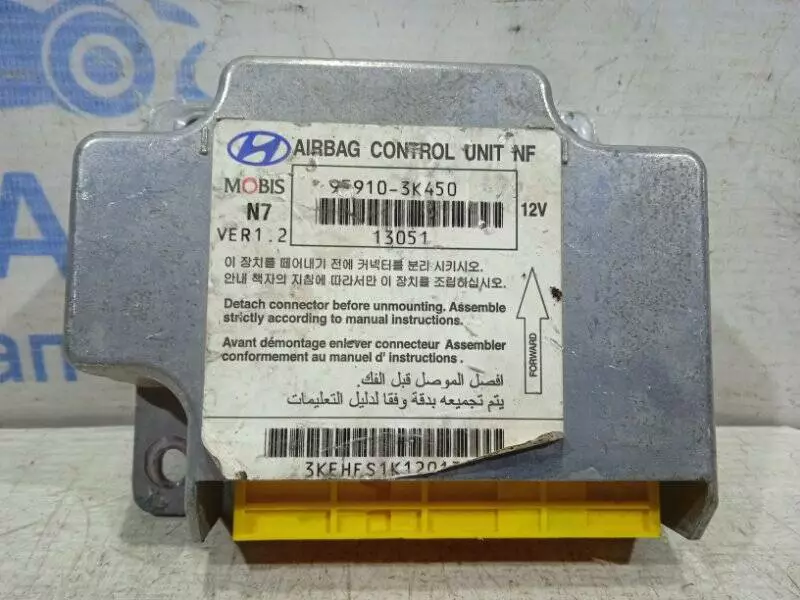 AIRBAG CONTROL UNIT NF
MOBIS
95910-3K450
N7
12V
VER1.2
13051
이 장치를 떼어내기 전에 커넥터를 분리 시키시오.
안내 책자의 지침에 따라서만 이 장치를 조립하십시오.
Detach connector before unmounting. Assemble
strictly according to manual instructions.
Avant démontage enlever connecteur Assembler
conformement au manuel d' instructions.
FORWARD
افصل الموصل قبل الفك.
يتم تجميعه بدقة وفقا لدليل التعليمات